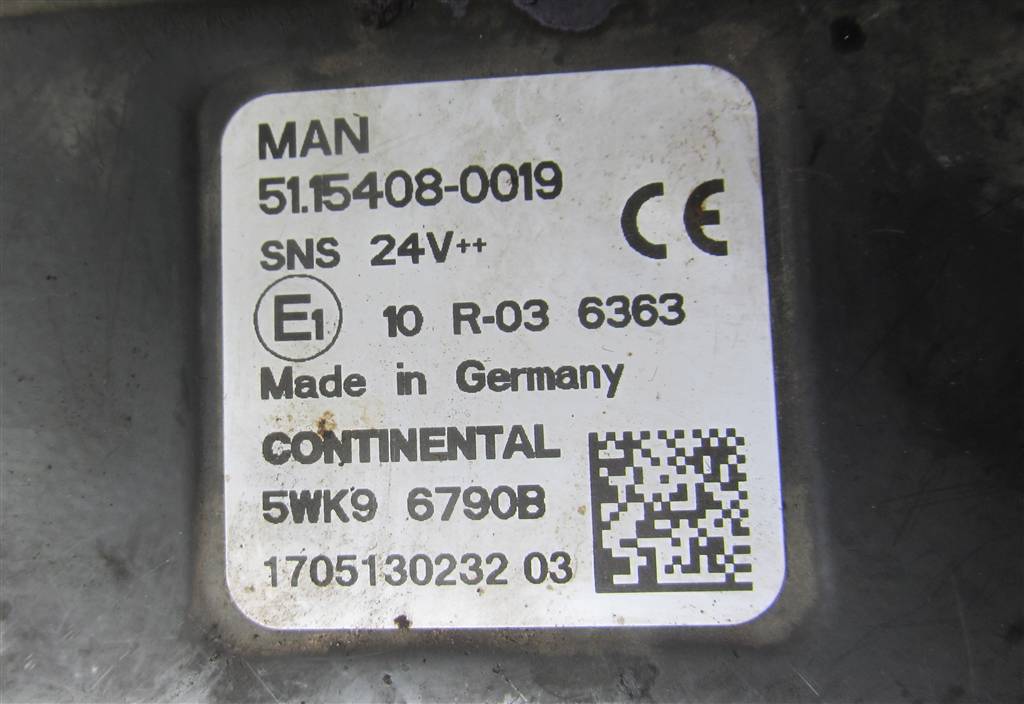 MAN
51.15408-0019
CE
SNS 24V++
E1 10 R-03 6363
Made in Germany
CONTINENTAL
5WK9 6790B
1705130232 03